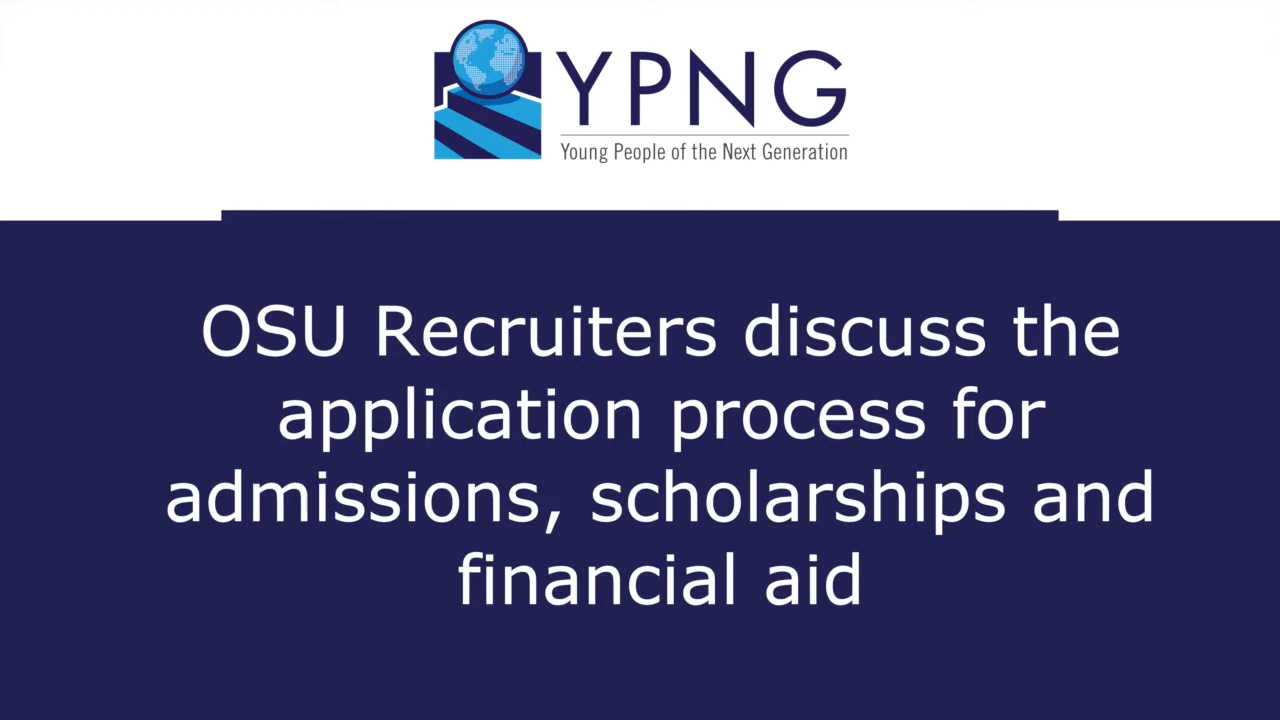 YPNG
Young People of the Next Generation
OSU Recruiters discuss the
application process for
admissions, scholarships and
financial aid